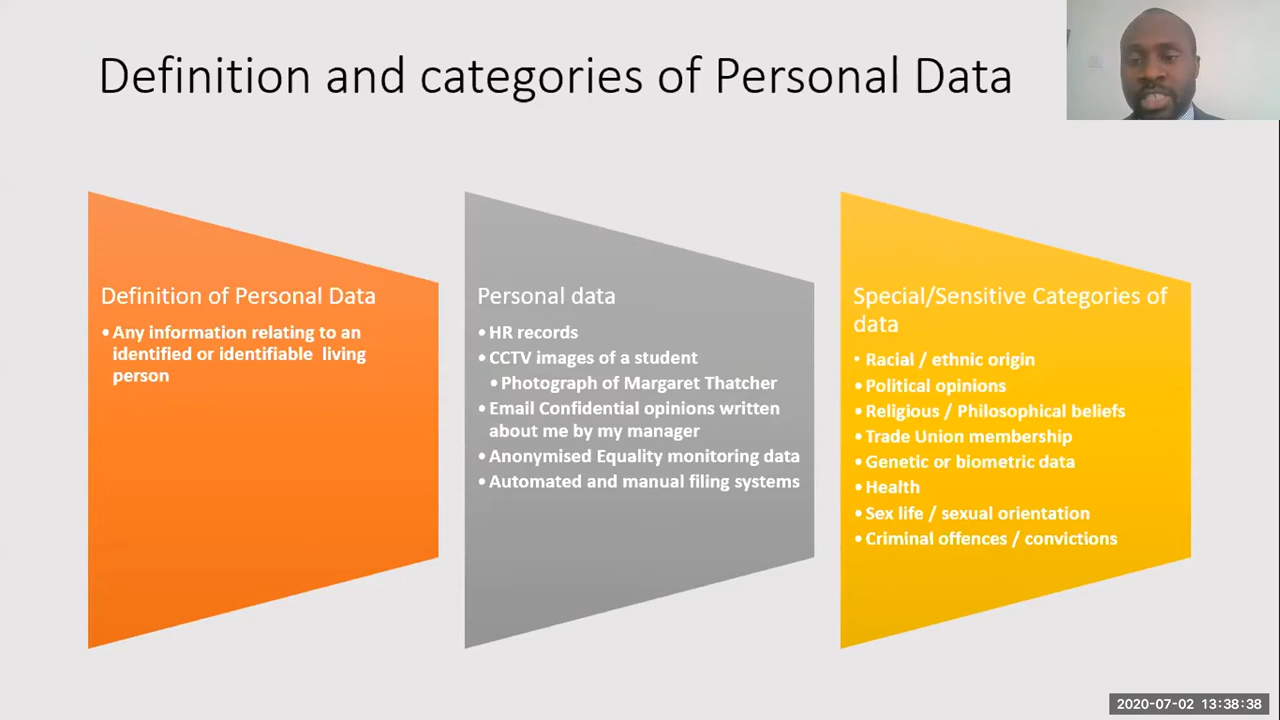 Definition and categories of Personal Data
Definition of Personal Data
• Any information relating to an
identified or identifiable living
person
Personal data
• HR records
• CCTV images of a student
• Photograph of Margaret Thatcher
• Email Confidential opinions written
about me by my manager
• Anonymised Equality monitoring data
• Automated and manual filing systems
Special/Sensitive Categories of
data
• Racial / ethnic origin
• Political opinions
• Religious / Philosophical beliefs
• Trade Union membership
• Genetic or biometric data
• Health
• Sex life / sexual orientation
• Criminal offences / convictions
2020-07-02 13:38:38